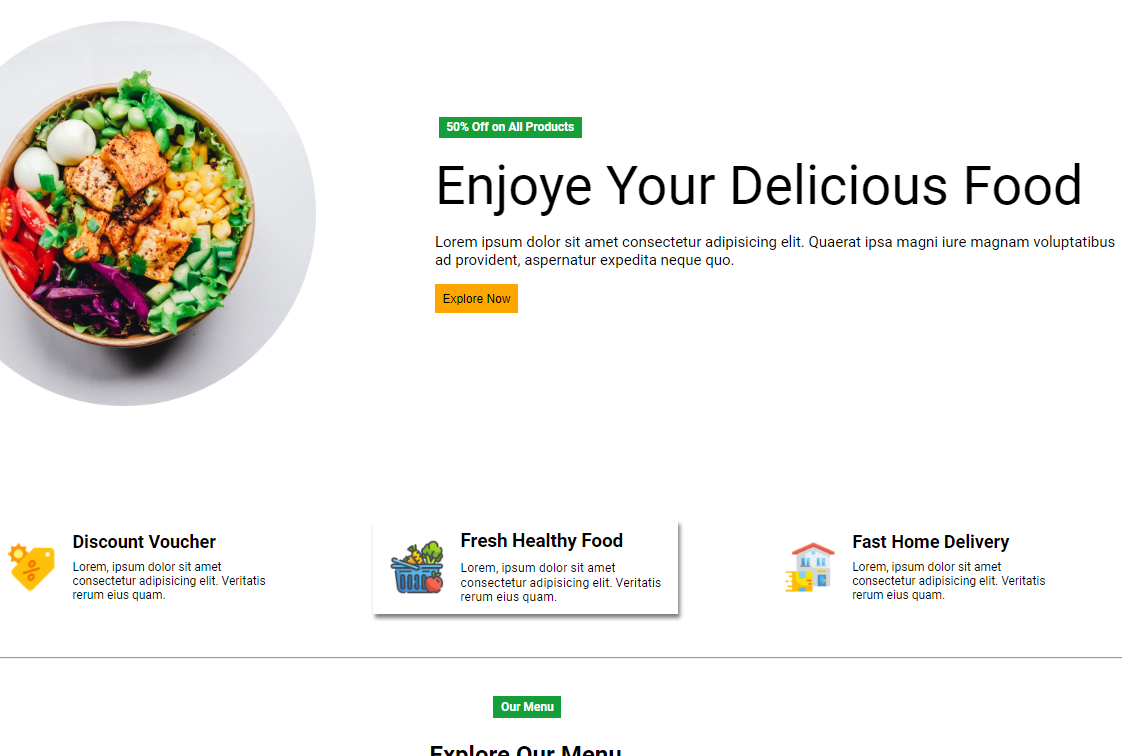 50% Off on All Products
Enjoye Your Delicious Food
Lorem ipsum dolor sit amet consectetur adipisicing elit. Quaerat ipsa magni iure magnam voluptatibus
ad provident, aspernatur expedita neque quo.
Explore Now
Discount Voucher
Lorem, ipsum dolor sit amet
consectetur adipisicing elit. Veritatis
rerum eius quam.
Fresh Healthy Food
Lorem, ipsum dolor sit amet
consectetur adipisicing elit. Veritatis
rerum eius quam.
Fast Home Delivery
Lorem, ipsum dolor sit amet
consectetur adipisicing elit. Veritatis
rerum eius quam.
Our Menu
Explore Our Menu